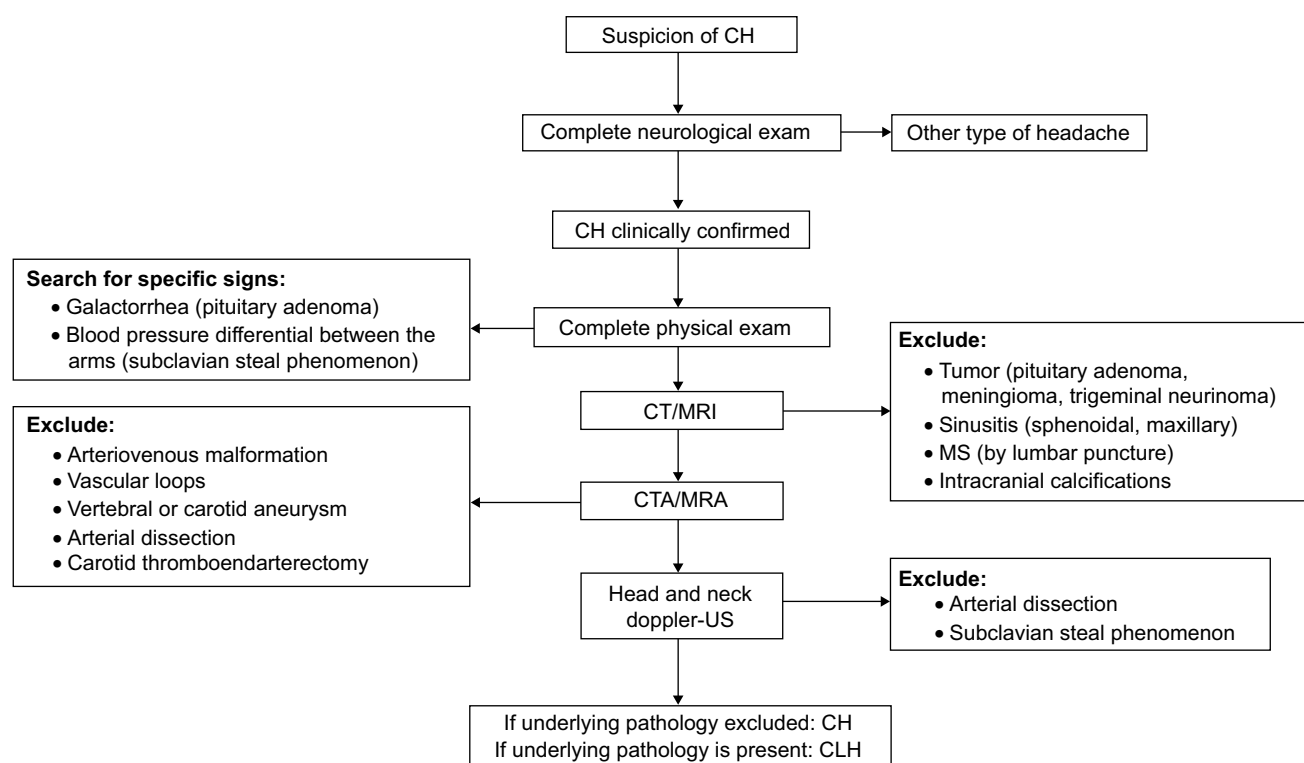 Suspicion of CH
Complete neurological exam
Other type of headache
CH clinically confirmed
Search for specific signs:
• Galactorrhea (pituitary adenoma)
• Blood pressure differential between the
arms (subclavian steal phenomenon)
Complete physical exam
Exclude:
• Tumor (pituitary adenoma,
meningioma, trigeminal neurinoma)
• Sinusitis (sphenoidal, maxillary)
• MS (by lumbar puncture)
• Intracranial calcifications
CT/MRI
Exclude:
• Arteriovenous malformation
• Vascular loops
• Vertebral or carotid aneurysm
• Arterial dissection
• Carotid thromboendarterectomy
CTA/MRA
Head and neck
doppler-US
Exclude:
• Arterial dissection
• Subclavian steal phenomenon
If underlying pathology excluded: CH
If underlying pathology is present: CLH